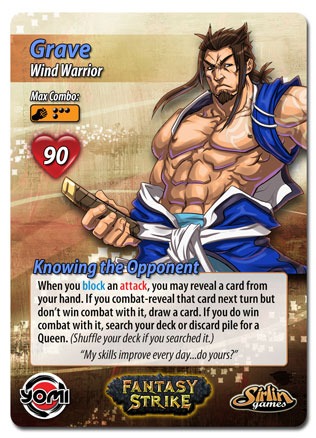 Grave
Wind Warrior
Max Combo:
90
Knowing the Opponent
When you block an attack, you may reveal a card from
your hand. If you combat-reveal that card next turn but
don't win combat with it, draw a card. If you do win
combat with it, search your deck or discard pile for a
Queen. (Shuffle your deck if you searched it.)
"My skills improve every day...do yours?"
YOMI
FANTASY
STRIKE
Sirlin
games